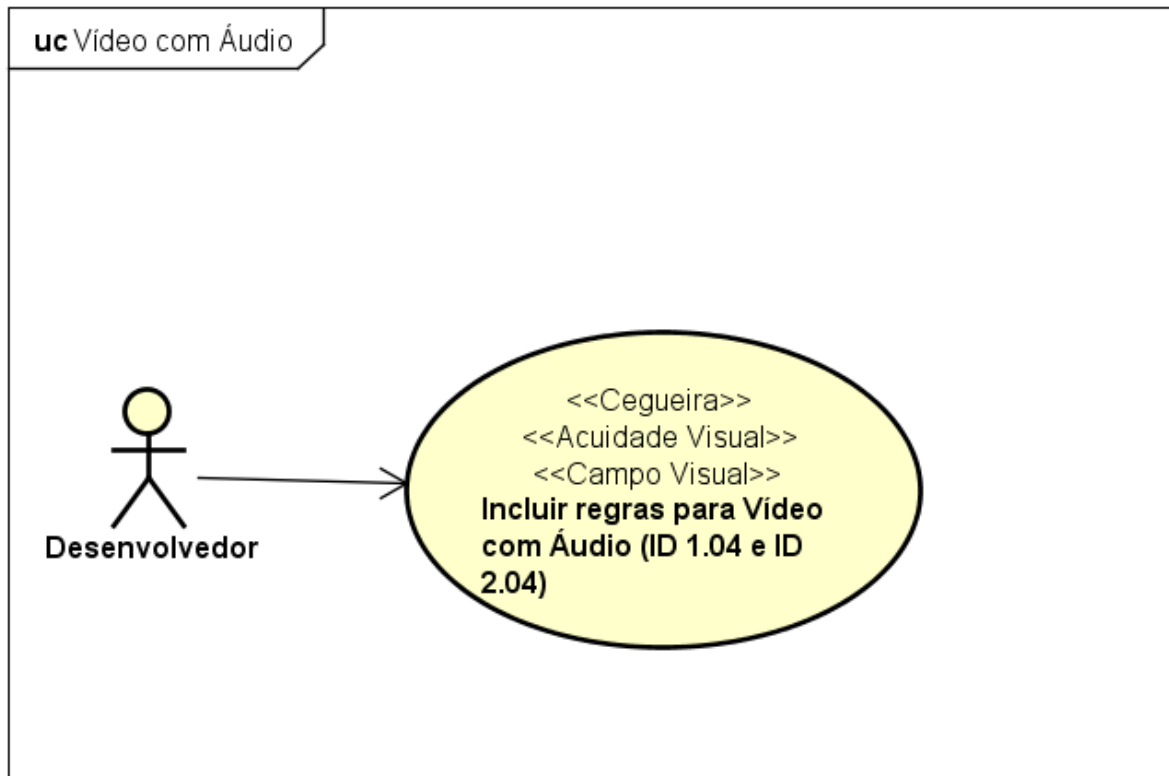 uc Vídeo com Áudio
<<Cegueira>>
<<Acuidade Visual>>
<<Campo Visual>>
Incluir regras para Vídeo
com Áudio (ID 1.04 e ID
2.04)
Desenvolvedor